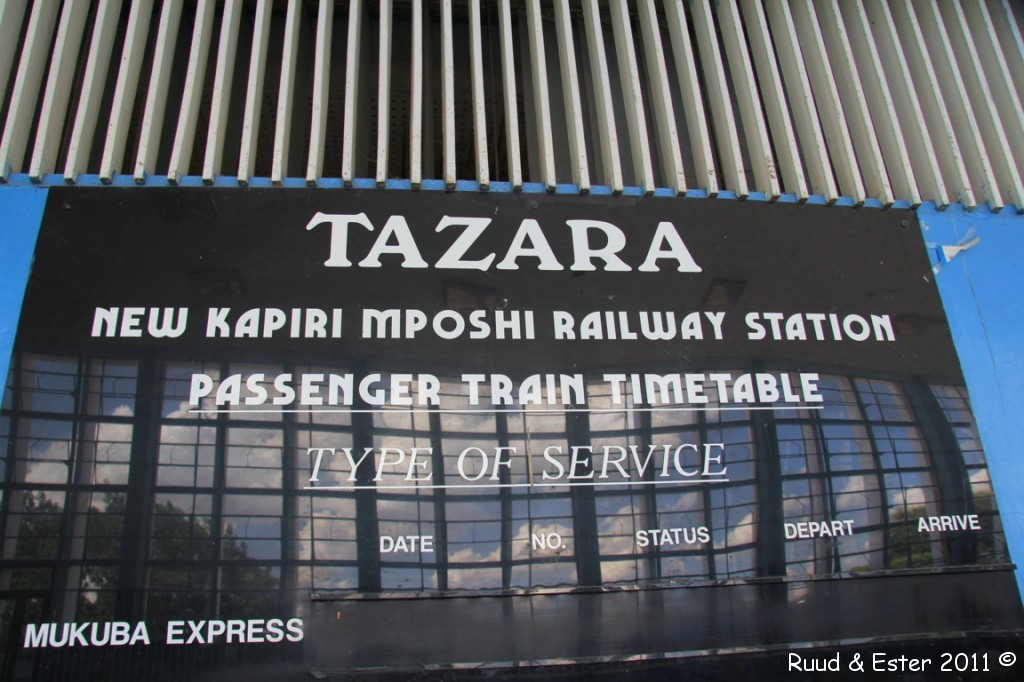 TAZARA
NEW KAPIRI MPOSHI RAILWAY STATION
PASSENGER TRAIN TIMETABLE
TYPE OF SERVICE
DATE NO. STATUS DEPART ARRIVE
MUKUBA EXPRESS
Ruud & Ester 2011 ©